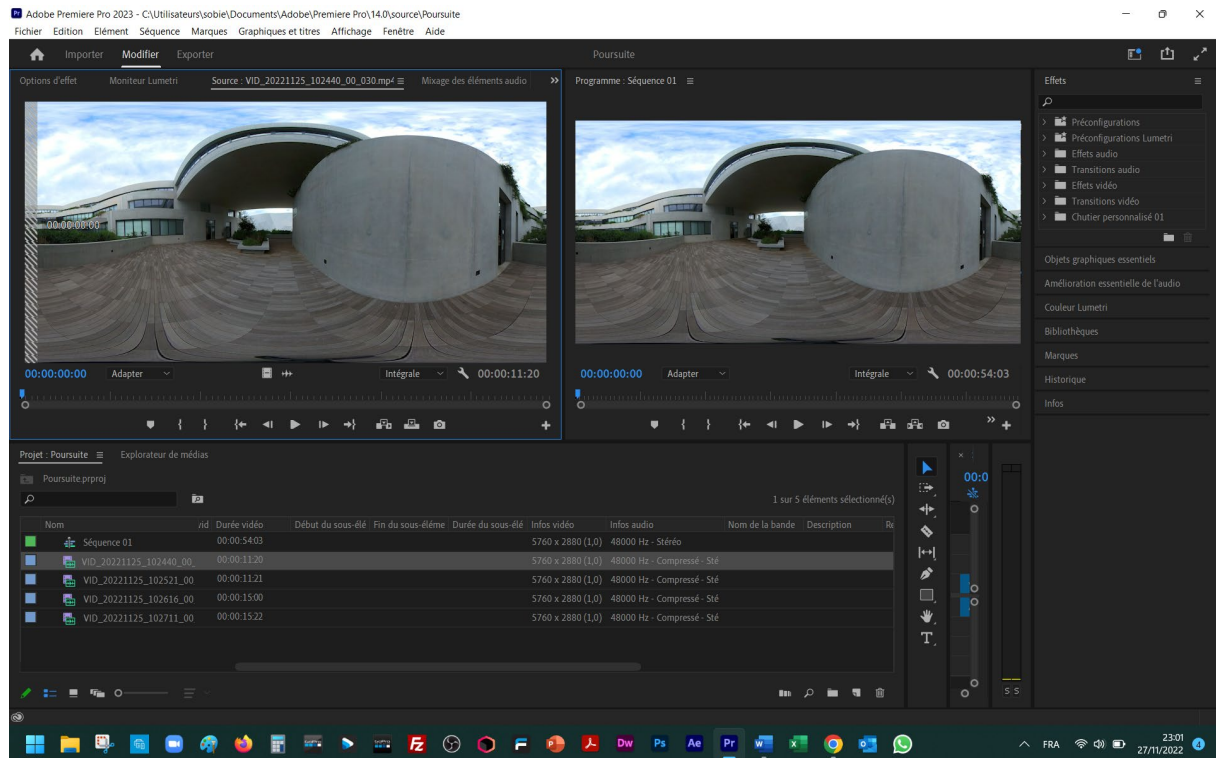 Adobe Premiere Pro 2023 - C:\Utilisateurs\sobie\Documents\Adobe\Premiere Pro\14.0\source\Poursuite
Fichier Edition Elément Séquence Marques Graphiques et titres Affichage Fenêtre Aide
Importer Modifier Exporter Poursuite
Options d'effet Moniteur Lumetri Source : VID_20221125_102440_00_030.mp4 Mixage des éléments audio
Programme : Séquence 01
00:00:00:00
00:00:00:00 Adapter Intégrale 00:00:11:20
00:00:00:00 Adapter Intégrale 00:00:54:03
Effets
Préconfigurations
Préconfigurations Lumetri
Effets audio
Transitions audio
Effets vidéo
Transitions vidéo
Chutier personnalisé 01
Objets graphiques essentiels
Amélioration essentielle de l'audio
Couleur Lumetri
Bibliothèques
Marques
Historique
Infos
Projet : Poursuite Explorateur de médias
Poursuite.prproj
1 sur 5 éléments sélectionné(s)
Nom vid Durée vidéo Début du sous-élé Fin du sous-éléme Durée du sous-élé Infos vidéo Infos audio Nom de la bande Description Re
Séquence 01 00:00:54:03 5760 x 2880 (1,0) 48000 Hz - Stéréo
VID_20221125_102440_00_ 00:00:11:20 5760 x 2880 (1,0) 48000 Hz - Compressé - Sté
VID_20221125_102521_00 00:00:11:21 5760 x 2880 (1,0) 48000 Hz - Compressé - Sté
VID_20221125_102616_00 00:00:15:00 5760 x 2880 (1,0) 48000 Hz - Compressé - Sté
VID_20221125_102711_00 00:00:15:22 5760 x 2880 (1,0) 48000 Hz - Compressé - Sté
00:0
S S
Dw Ps Ae Pr
FRA
23:01
27/11/2022
4